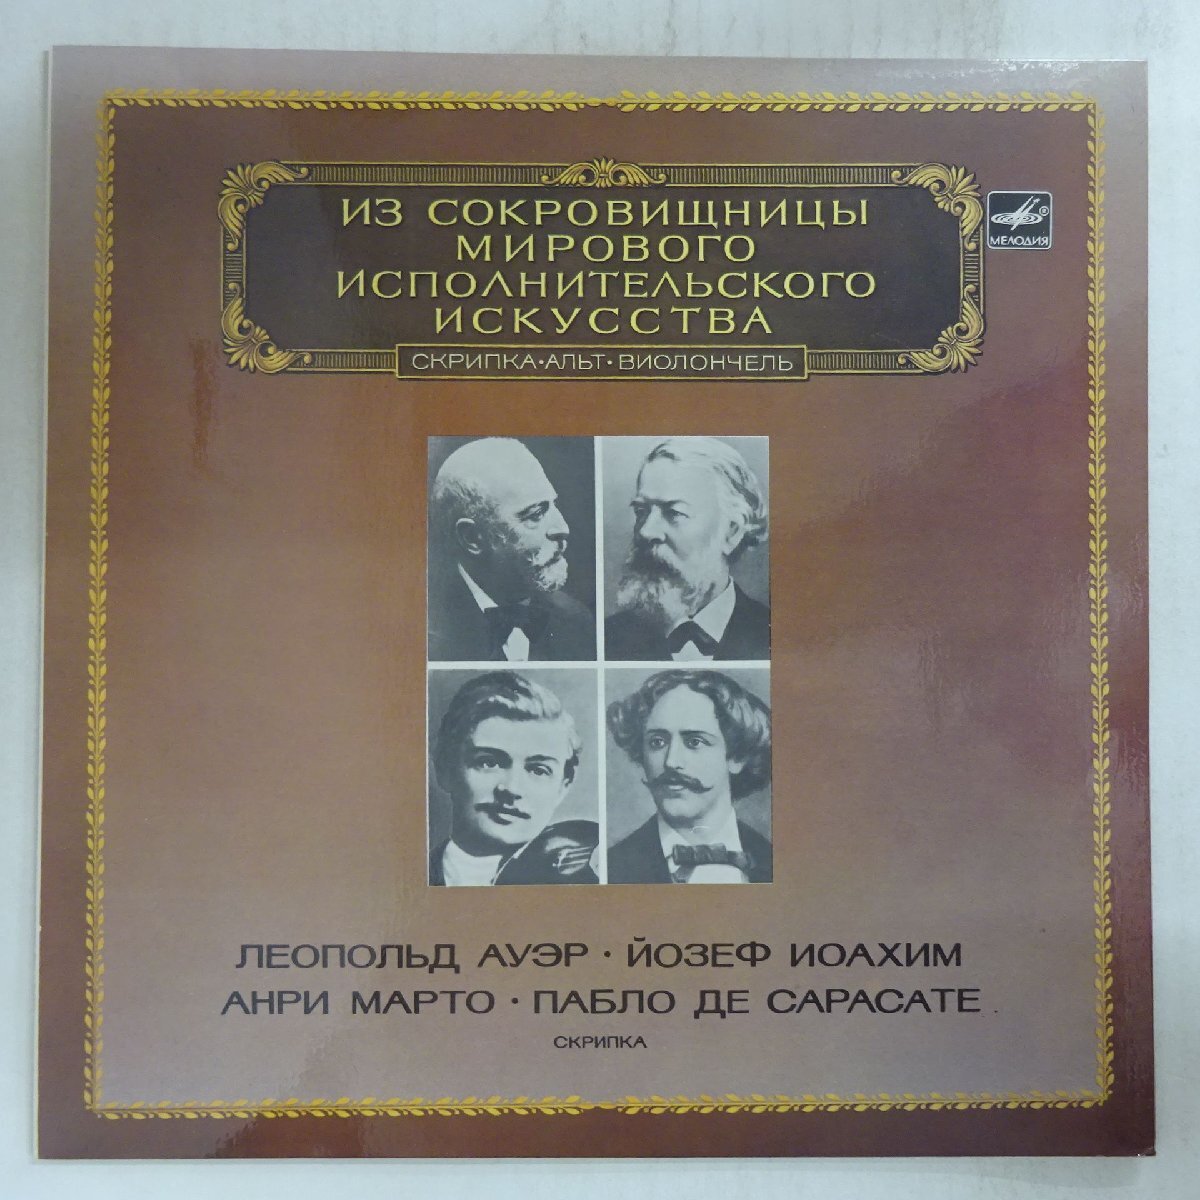 ИЗ СОКРОВИЩНИЦЫ
МИРОВОГО
ИСПОЛНИТЕЛЬСКОГО
ИСКУССТВА
СКРИПКА·АЛЬТ·ВИОЛОНЧЕЛЬ
®
МЕЛОДИЯ
ЛЕОПОЛЬД АУЭР · ЙОЗЕФ ИОАХИМ
АНРИ МАРТО · ПАБЛО ДЕ САРАСАТЕ
СКРИПКА